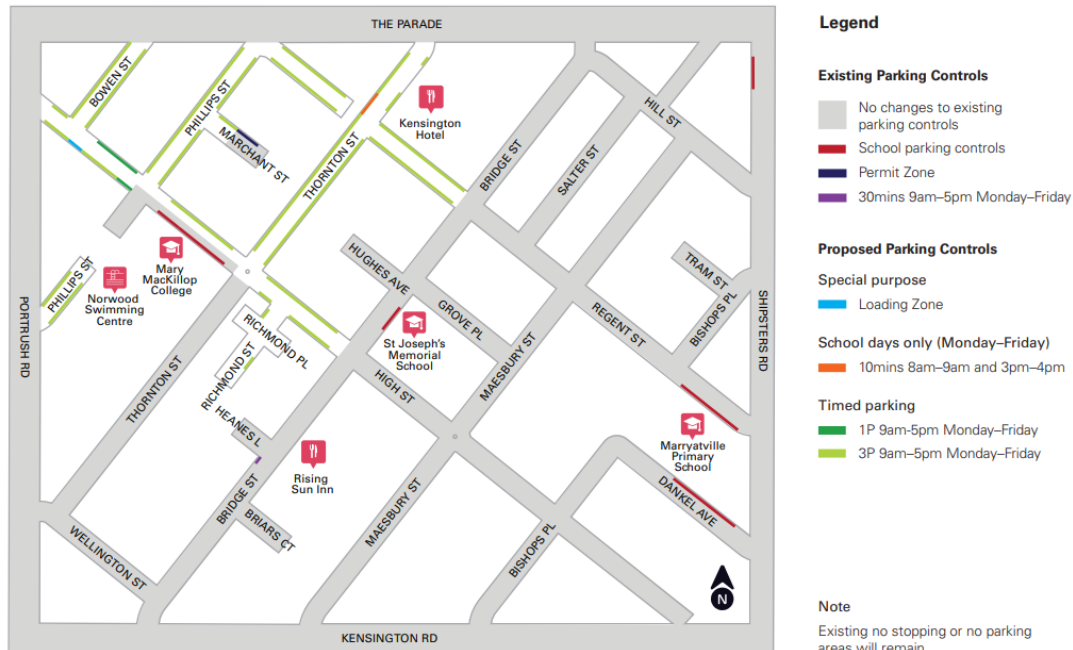 THE PARADE
BOWEN ST
PHILLIPS ST
MARCHANT ST
THORNTON ST
Kensington
Hotel
BRIDGE ST
SALTER ST
HILL ST
Mary
MacKillop
College
PHILLIPS ST
Norwood
Swimming
Centre
PORTRUSH RD
HUGHES AVE
GROVE PL
St Joseph's
Memorial
School
RICHMOND PL
RICHMOND ST
HEANES L
THORNTON ST
HIGH ST
MAESBURY ST
REGENT ST
TRAM ST
BISHOPS PL
SHIPSTERS RD
Marryatville
Primary
School
DANKEL AVE
Rising
Sun Inn
BRIDGE ST
BRIARS CT
MAESBURY ST
BISHOPS PL
WELLINGTON ST
KENSINGTON RD
N
Legend
Existing Parking Controls
No changes to existing
parking controls
School parking controls
Permit Zone
30mins 9am–5pm Monday–Friday
Proposed Parking Controls
Special purpose
Loading Zone
School days only (Monday–Friday)
10mins 8am–9am and 3pm–4pm
Timed parking
1P 9am-5pm Monday–Friday
3P 9am–5pm Monday–Friday
Note
Existing no stopping or no parking
areas will remain